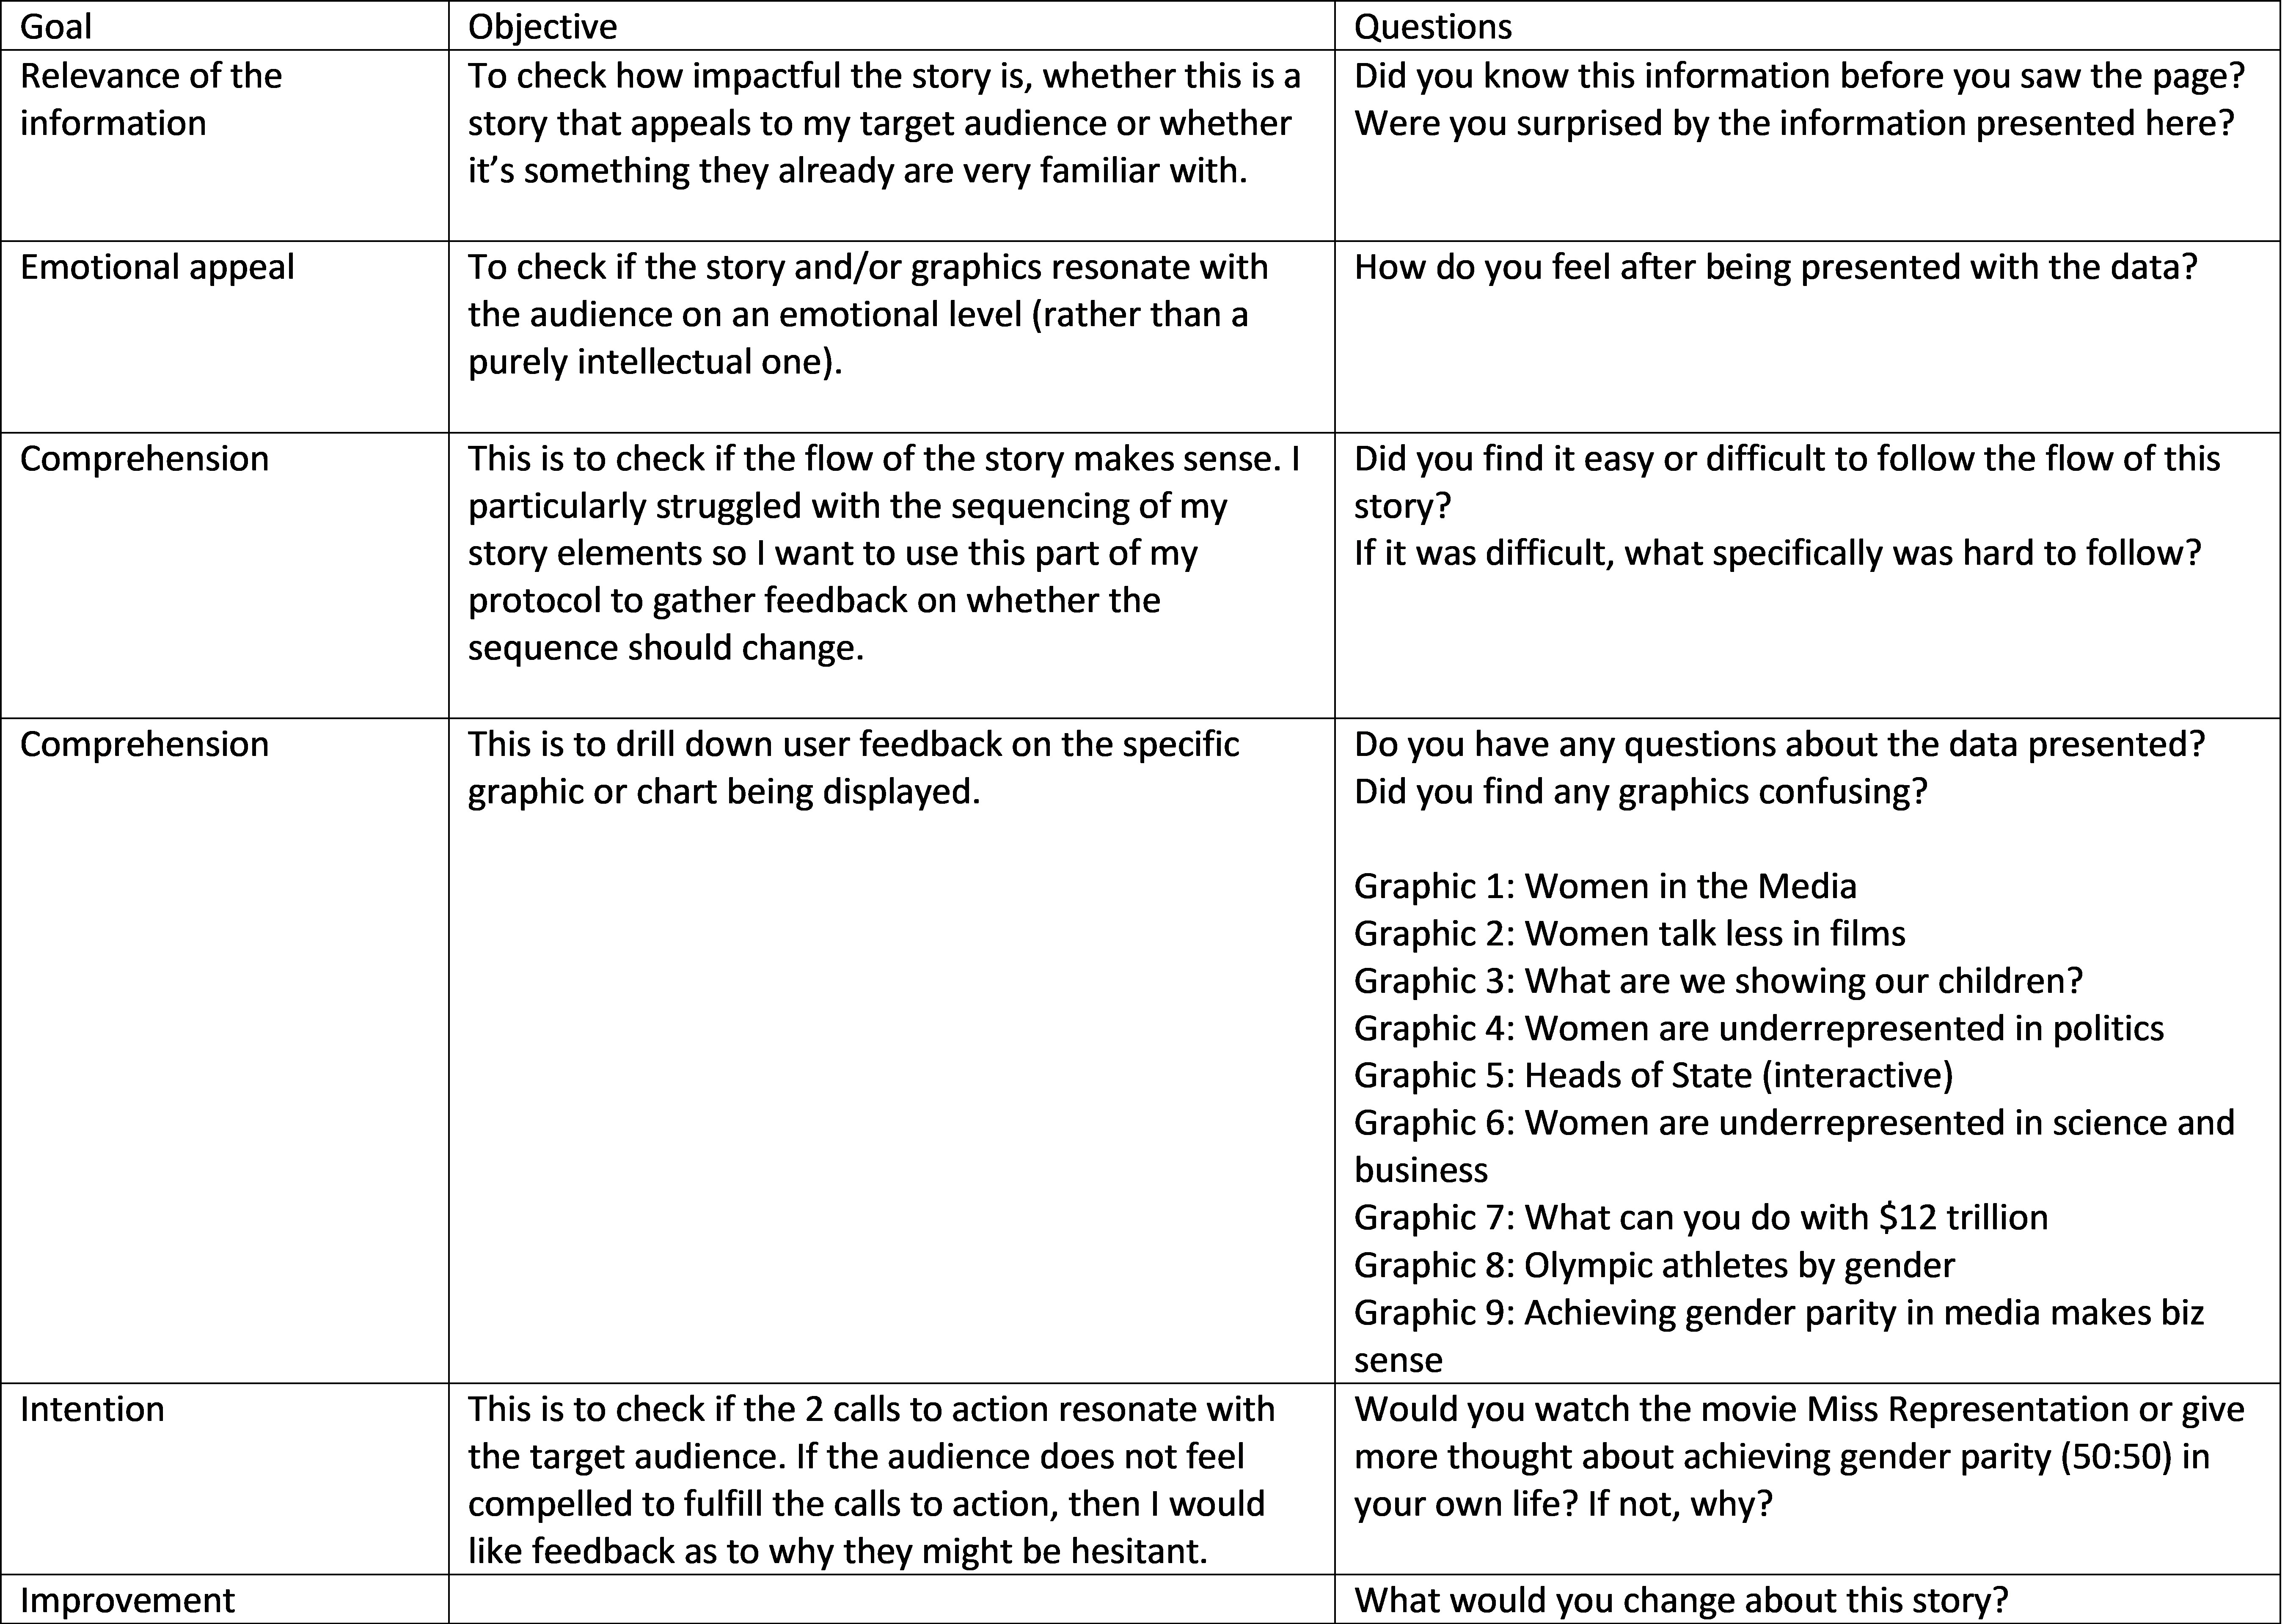 Goal
Objective
Questions
Relevance of the
information
To check how impactful the story is, whether this is a
story that appeals to my target audience or whether
it’s something they already are very familiar with.
Did you know this information before you saw the page?
Were you surprised by the information presented here?
Emotional appeal
To check if the story and/or graphics resonate with
the audience on an emotional level (rather than a
purely intellectual one).
How do you feel after being presented with the data?
Comprehension
This is to check if the flow of the story makes sense. I
particularly struggled with the sequencing of my
story elements so I want to use this part of my
protocol to gather feedback on whether the
sequence should change.
Did you find it easy or difficult to follow the flow of this
story?
If it was difficult, what specifically was hard to follow?
Comprehension
This is to drill down user feedback on the specific
graphic or chart being displayed.
Do you have any questions about the data presented?
Did you find any graphics confusing?
Graphic 1: Women in the Media
Graphic 2: Women talk less in films
Graphic 3: What are we showing our children?
Graphic 4: Women are underrepresented in politics
Graphic 5: Heads of State (interactive)
Graphic 6: Women are underrepresented in science and
business
Graphic 7: What can you do with $12 trillion
Graphic 8: Olympic athletes by gender
Graphic 9: Achieving gender parity in media makes biz
sense
Intention
This is to check if the 2 calls to action resonate with
the target audience. If the audience does not feel
compelled to fulfill the calls to action, then I would
like feedback as to why they might be hesitant.
Would you watch the movie Miss Representation or give
more thought about achieving gender parity (50:50) in
your own life? If not, why?
Improvement
What would you change about this story?